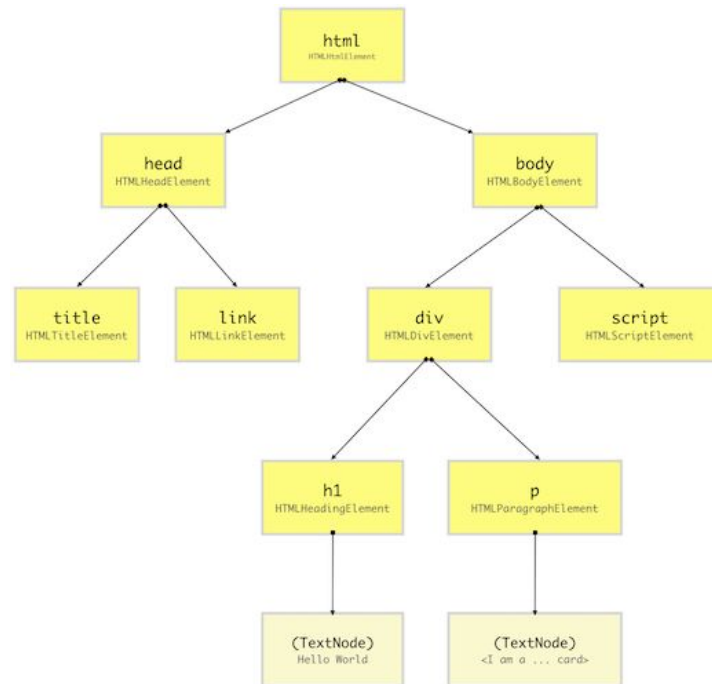 html
HTMLHtmlElement
head
HTMLHeadElement
body
HTMLBodyElement
title
HTMLTitleElement
link
HTMLLinkElement
div
HTMLDivElement
script
HTMLScriptElement
h1
HTMLHeadingElement
p
HTMLParagraphElement
(TextNode)
Hello World
(TextNode)
<I am a ... card>